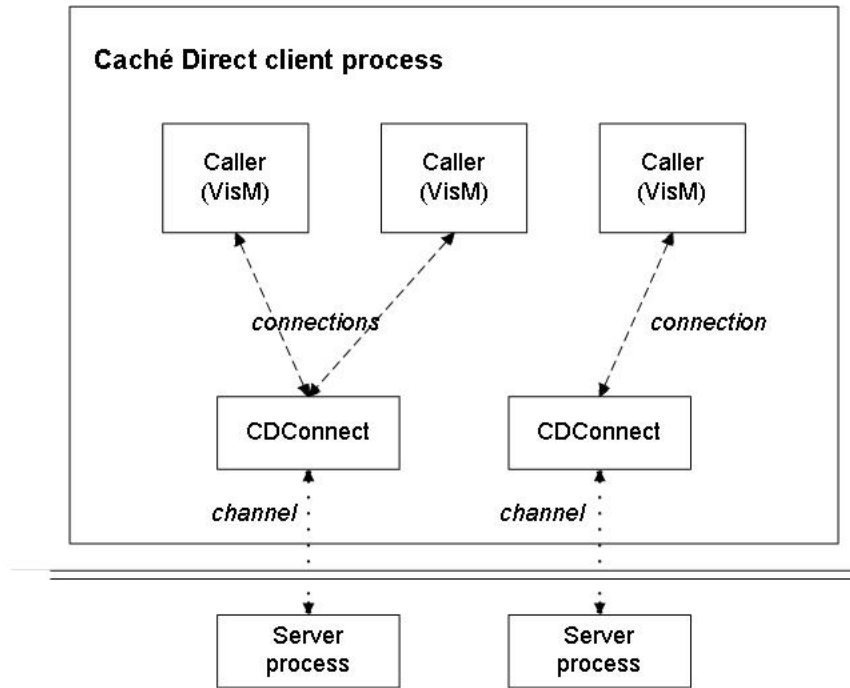 Caché Direct client process
Caller
(VisM)
Caller
(VisM)
Caller
(VisM)
connections
connection
CDConnect
CDConnect
channel
channel
Server
process
Server
process